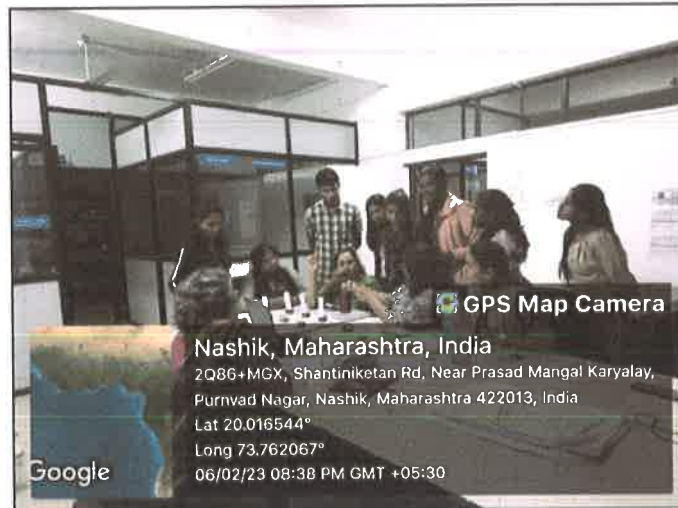 GPS Map Camera
Nashik, Maharashtra, India
2Q86+MGX, Shantiniketan Rd, Near Prasad Mangal Karyalay,
Purnvad Nagar, Nashik, Maharashtra 422013, India
Lat 20.016544°
Long 73.762067°
06/02/23 08:38 PM GMT +05:30
Google